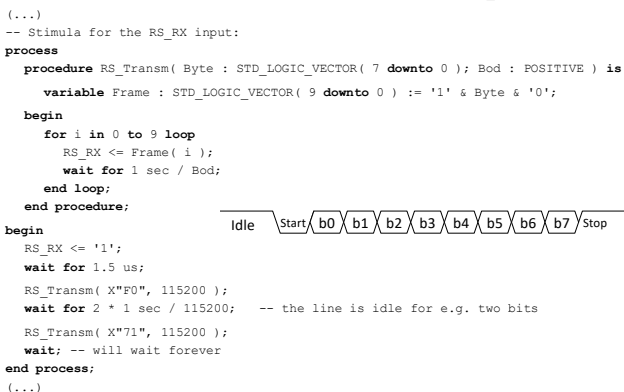 (...)
-- Stimula for the RS_RX input:
process
procedure RS_Transm( Byte : STD_LOGIC_VECTOR( 7 downto 0 ); Bod : POSITIVE ) is
variable Frame : STD_LOGIC_VECTOR( 9 downto 0 ) := '1' & Byte & '0';
begin
for i in 0 to 9 loop
RS_RX <= Frame( i );
wait for 1 sec / Bod;
end loop;
end procedure;
Idle Start b0 b1 b2 b3 b4 b5 b6 b7 Stop
begin
RS_RX <= '1';
wait for 1.5 us;
RS_Transm( X"F0", 115200 );
wait for 2 * 1 sec / 115200; -- the line is idle for e.g. two bits
RS_Transm( X"71", 115200 );
wait; -- will wait forever
end process;
(...)